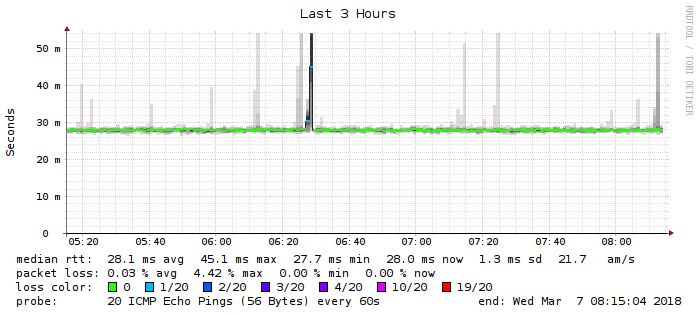 Last 3 Hours
RRDTOOL / TOBI OETIKER
Seconds
50 m
40 m
30 m
20 m
10 m
0
05:20 05:40 06:00 06:20 06:40 07:00 07:20 07:40 08:00
median rtt: 28.1 ms avg 45.1 ms max 27.7 ms min 28.0 ms now 1.3 ms sd 21.7 am/s
packet loss: 0.03 % avg 4.42 % max 0.00 % min 0.00 % now
loss color: 0 1/20 2/20 3/20 4/20 10/20 19/20
probe: 20 ICMP Echo Pings (56 Bytes) every 60s end: Wed Mar 7 08:15:04 2018